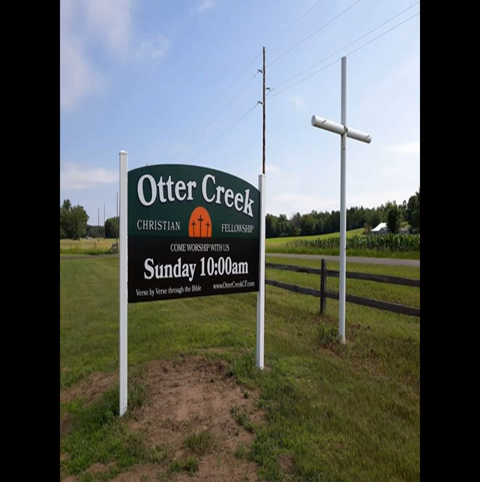 Otter Creek
CHRISTIAN FELLOWSHIP
COME WORSHIP WITH US
Sunday 10:00am
Verse by Verse through the Bible www.OtterCreekCF.com